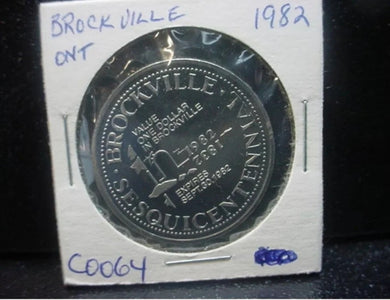 BROCKVILLE 1982
ONT
BROCKVILLE
SESQUICENTENNIAL
VALUE
ONE DOLLAR
IN BROCKVILLE
1982
1832
EXPIRES
SEPT. 30, 1982
C0064